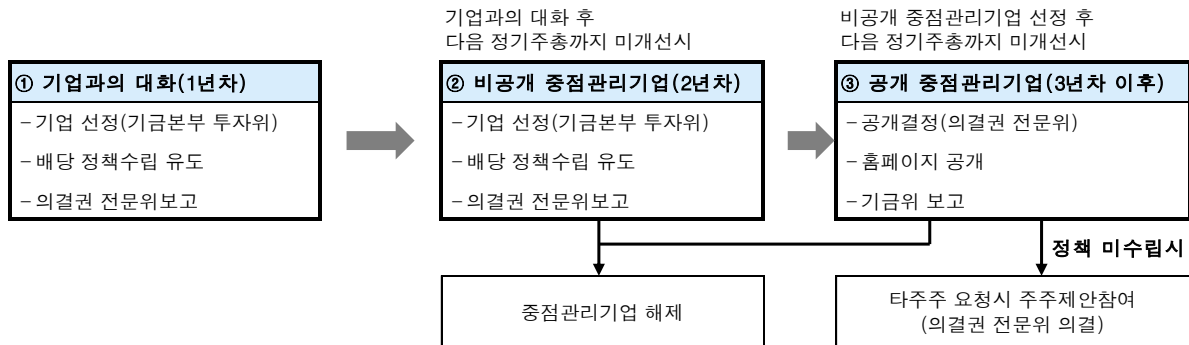 기업과의 대화 후
다음 정기주총까지 미개선시
비공개 중점관리기업 선정 후
다음 정기주총까지 미개선시
① 기업과의 대화(1년차)
-기업 선정(기금본부 투자위)
-배당 정책수립 유도
-의결권 전문위보고
② 비공개 중점관리기업(2년차)
-기업 선정(기금본부 투자위)
-배당 정책수립 유도
-의결권 전문위보고
③ 공개 중점관리기업(3년차 이후)
-공개결정(의결권 전문위)
-홈페이지 공개
-기금위 보고
정책 미수립시
중점관리기업 해제
타주주 요청시 주주제안참여
(의결권 전문위 의결)